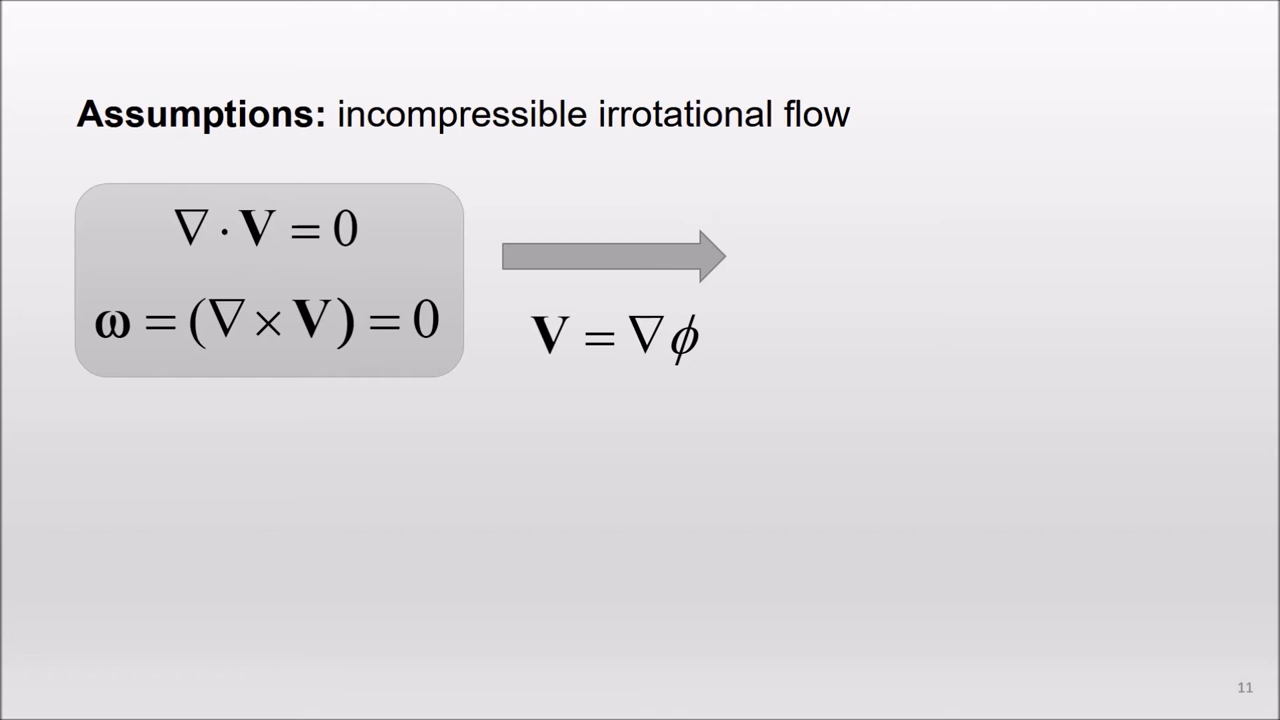 Assumptions: incompressible irrotational flow
∇ · V = 0
ω = (∇ × V) = 0
V = ∇ϕ
11